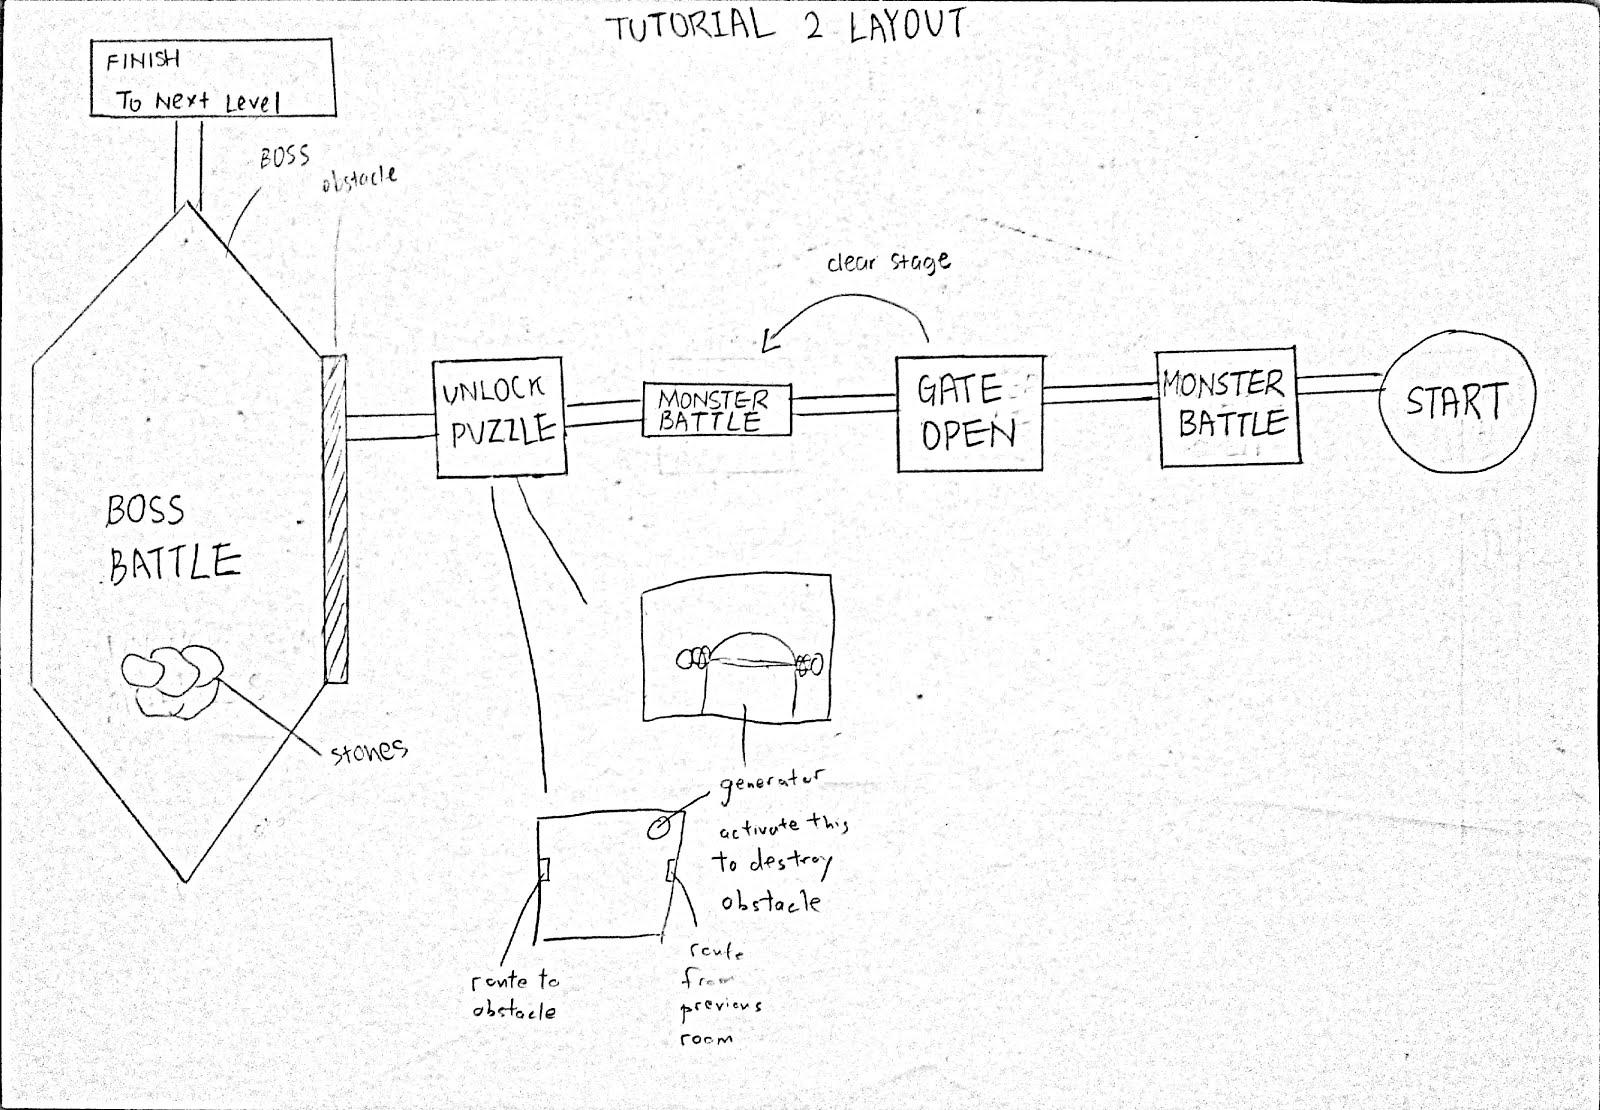 TUTORIAL 2 LAYOUT
FINISH
To Next Level
BOSS
obstacle
clear stage
UNLOCK
PUZZLE
MONSTER
BATTLE
GATE
OPEN
MONSTER
BATTLE
START
BOSS
BATTLE
stones
generator
activate this
to destroy
obstacle
route to
obstacle
route
from
previous
room